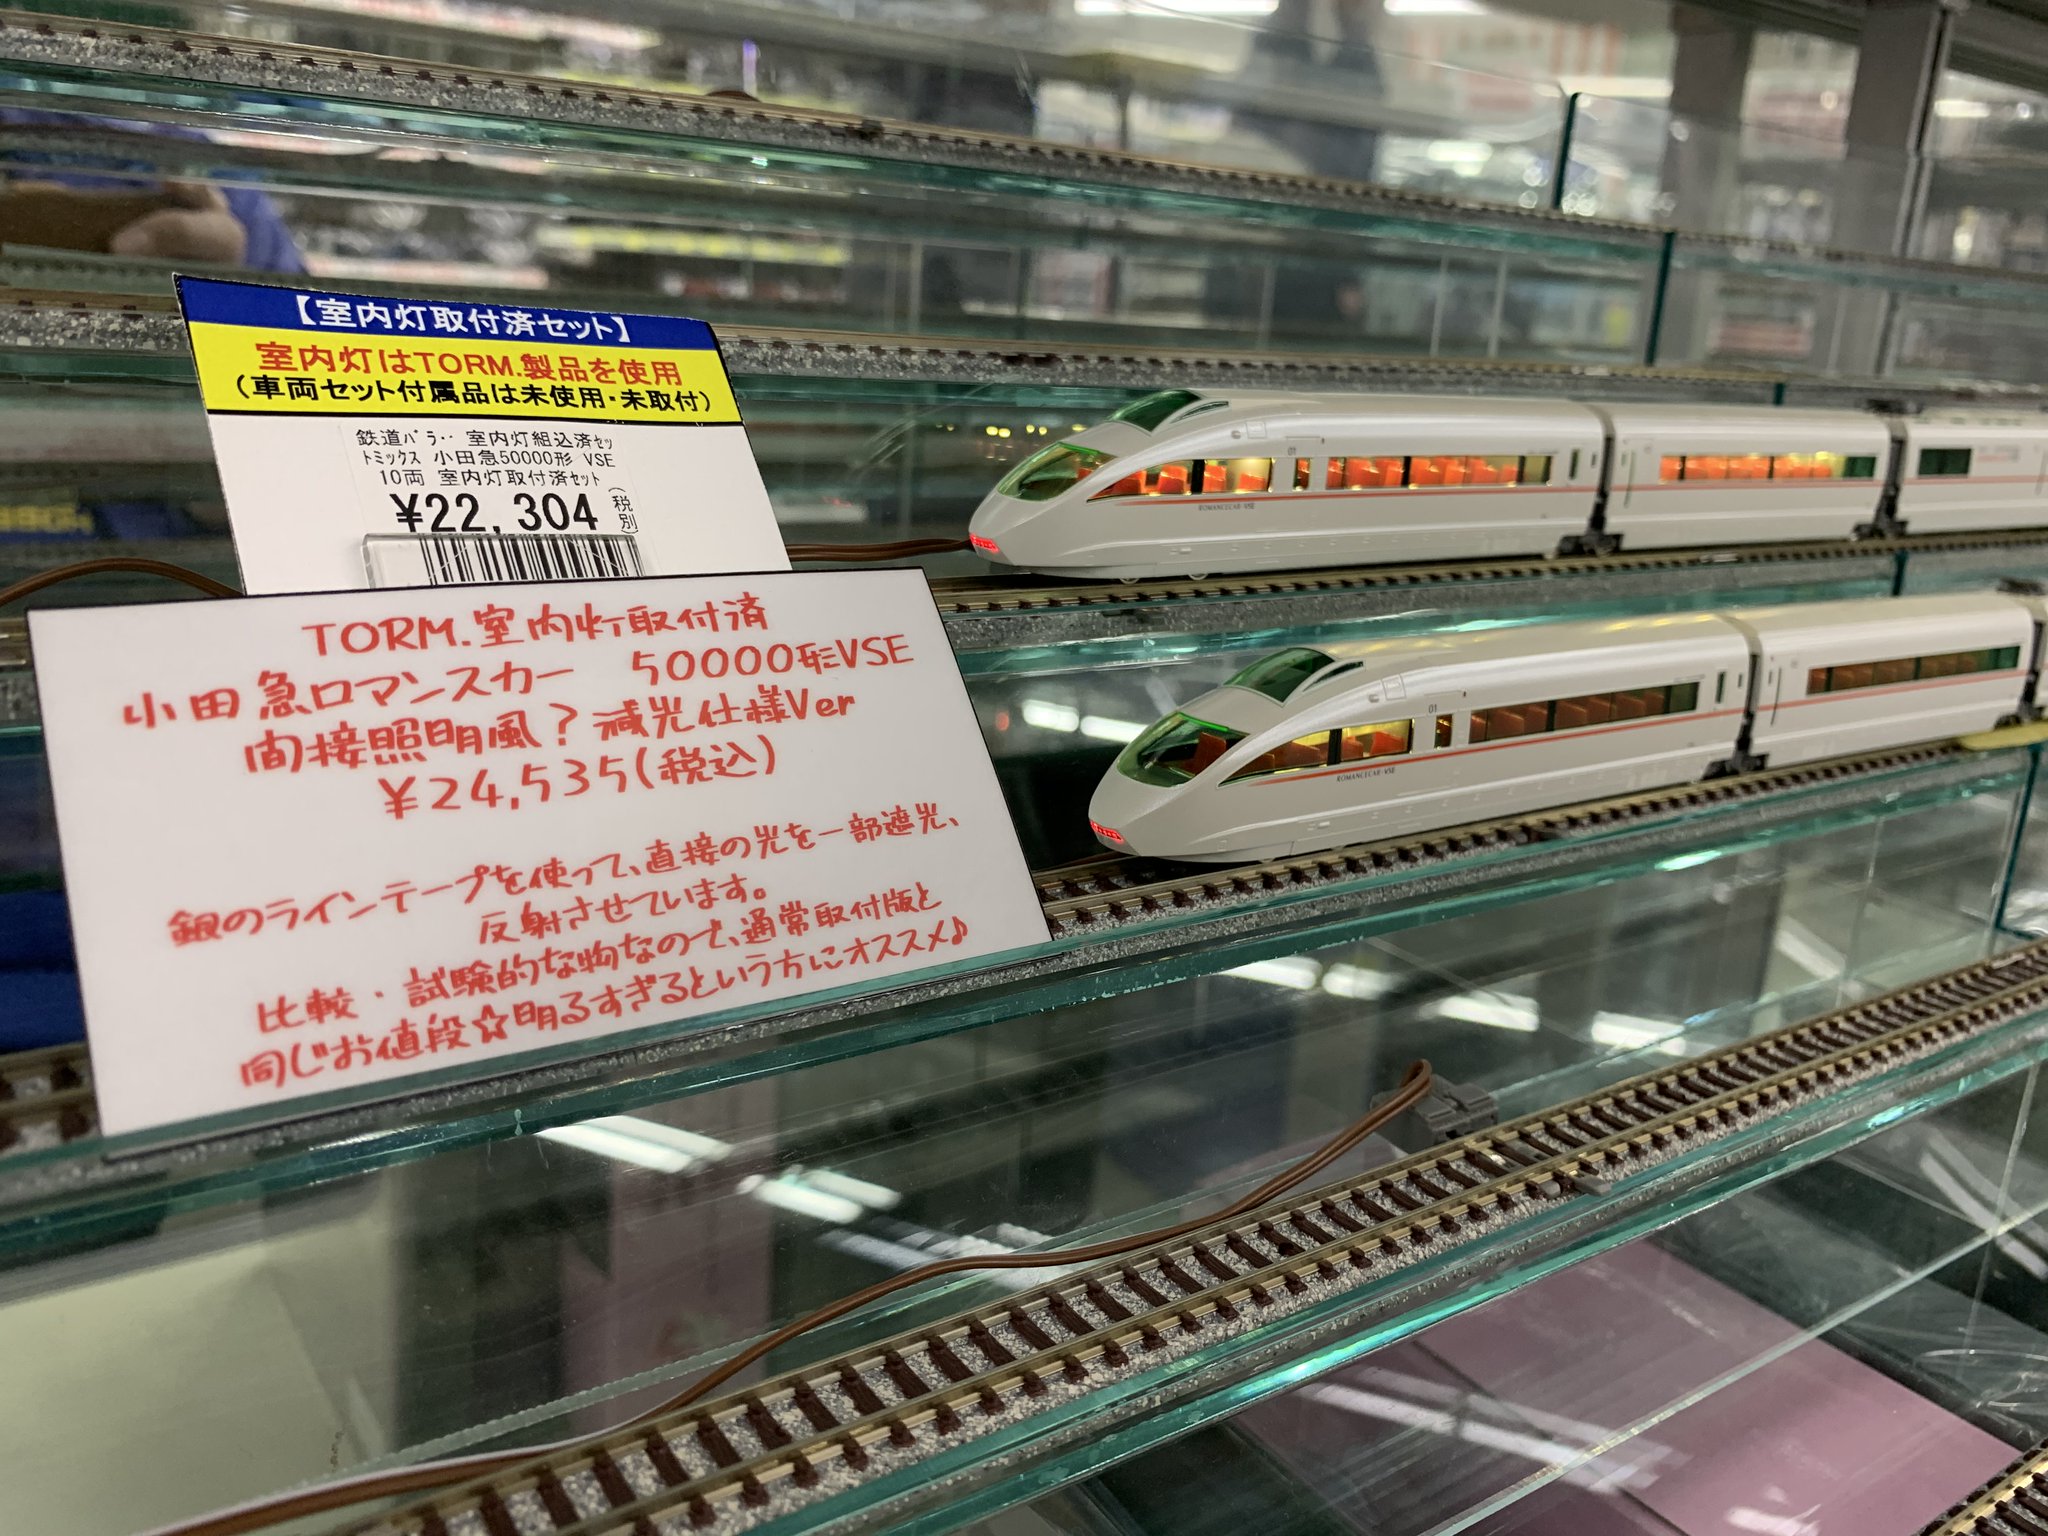 【室内灯取付済セット】
室内灯はTORM.製品を使用
(車両セット付属品は未使用・未取付)
鉄道バラ‥ 室内灯組込済セッ
トミックス 小田急50000形 VSE
10両 室内灯取付済セット
¥22,304(税別)
TORM.室内灯取付済
小田急ロマンスカー 50000形VSE
間接照明風?減光仕様Ver
¥24,535(税込)
銀のラインテープを使って、直接の光を一部遮光、
反射させています。
比較・試験的な物なので、通常取付版と
同じお値段☆明るすぎるという方にオススメ♪
01
ROMANCECAR・VSE
01
ROMANCECAR・VSE